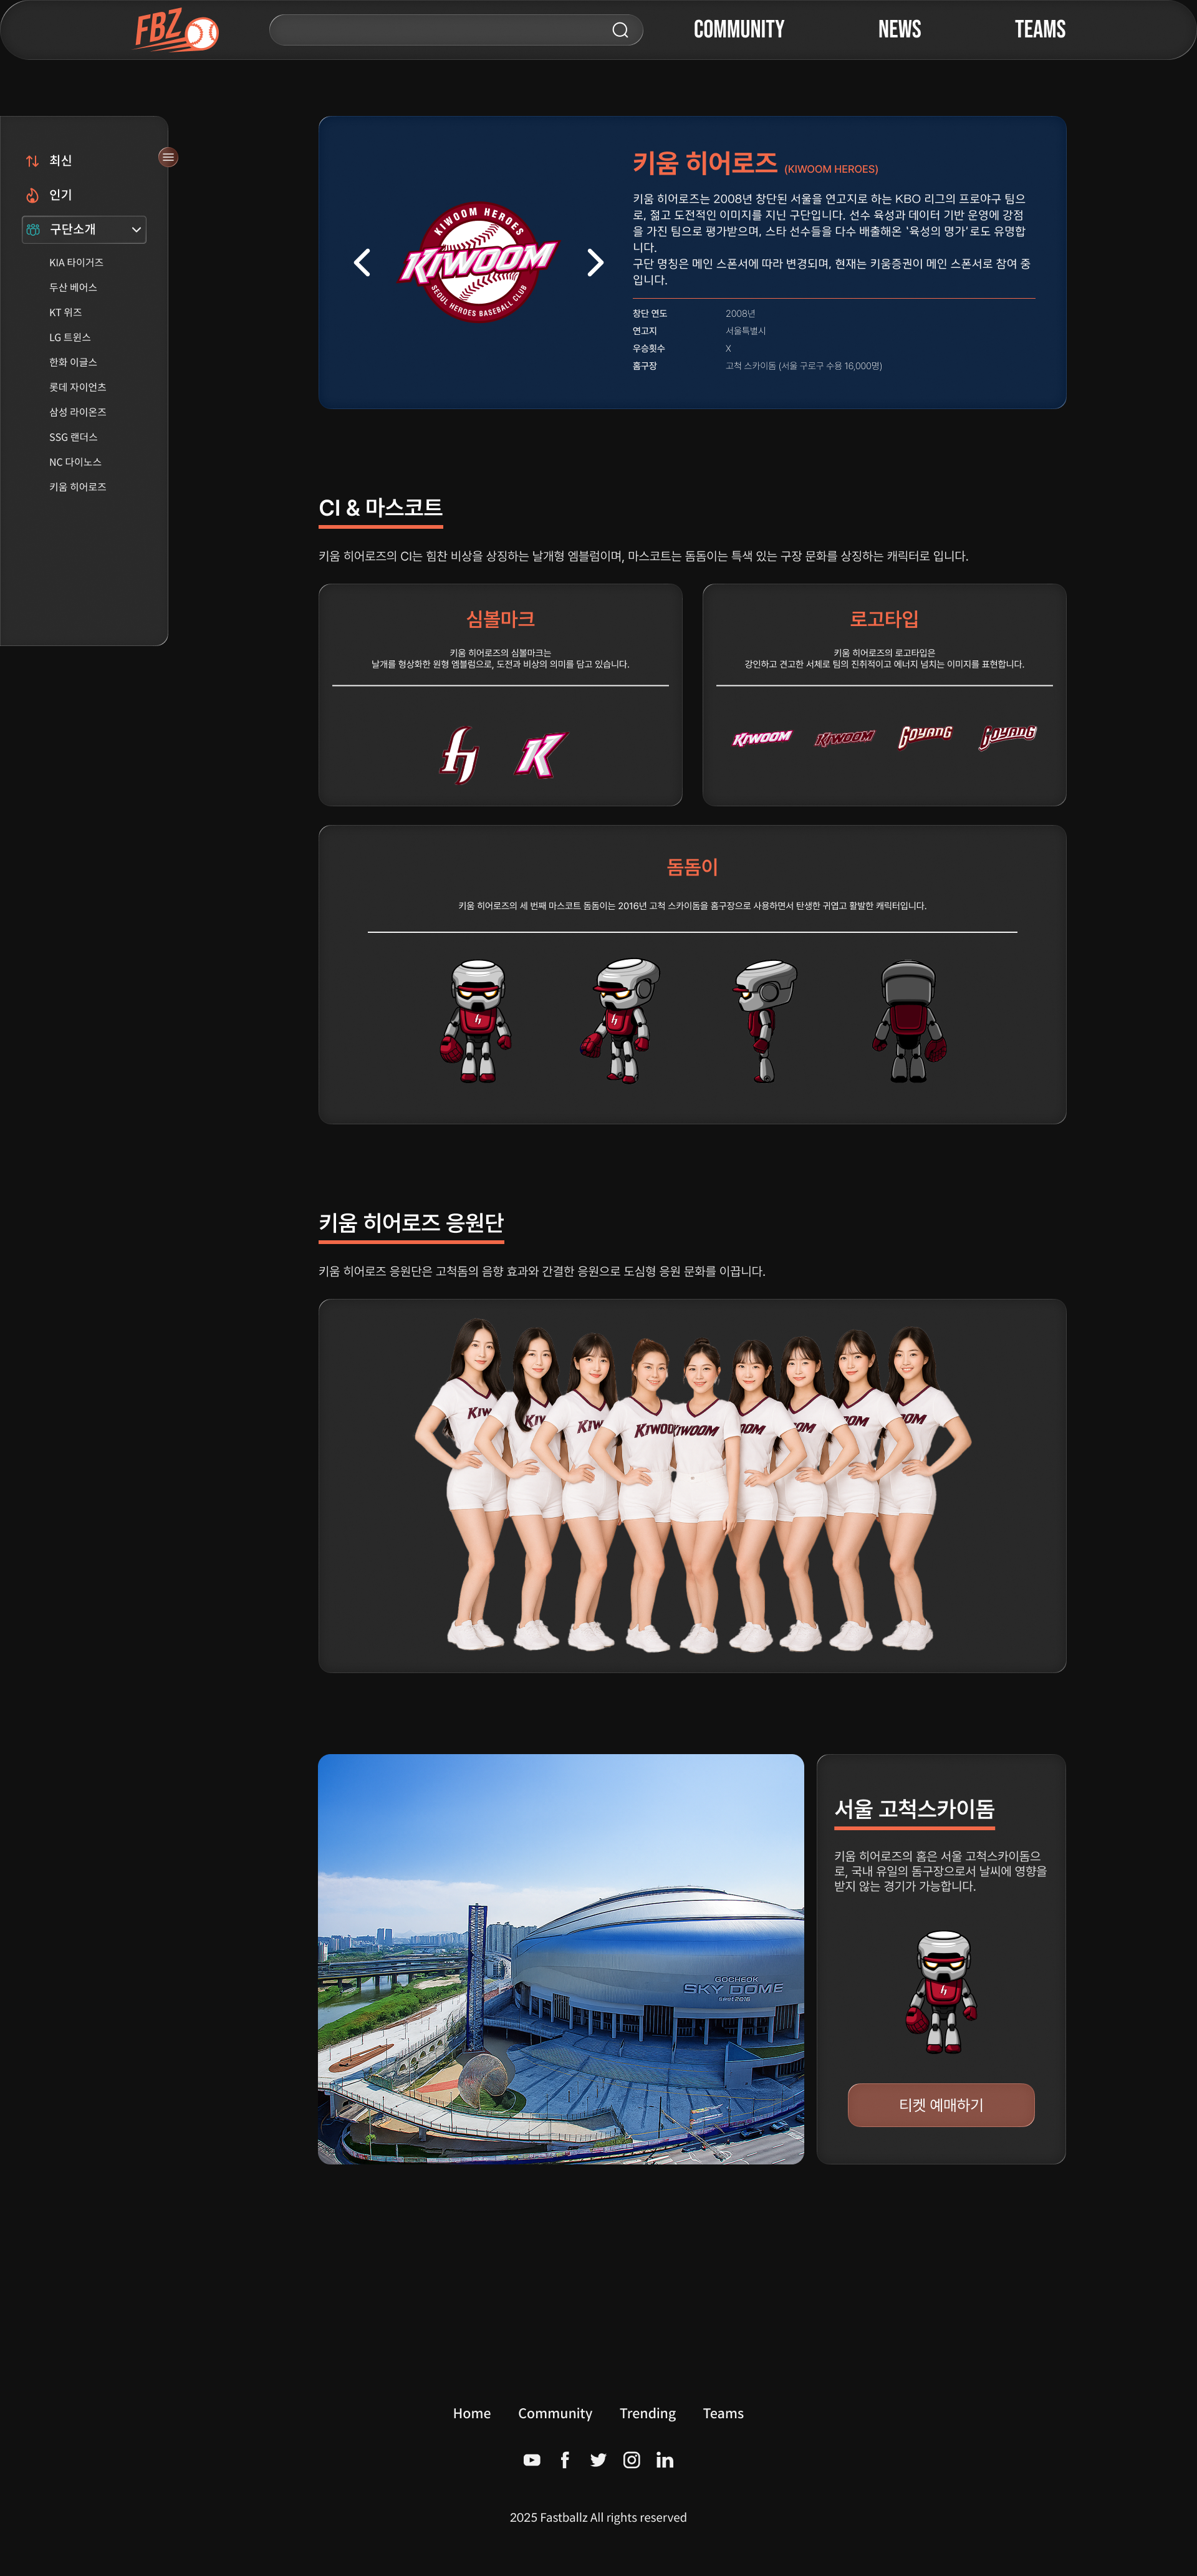 FBZ
COMMUNITY
NEWS
TEAMS
최신
인기
구단소개
KIA 타이거즈
두산 베어스
KT 위즈
LG 트윈스
한화 이글스
롯데 자이언츠
삼성 라이온즈
SSG 랜더스
NC 다이노스
키움 히어로즈
KIWOOM HEROES
KIWOOM
SEOUL HEROES BASEBALL CLUB
키움 히어로즈 (KIWOOM HEROES)
키움 히어로즈는 2008년 창단된 서울을 연고지로 하는 KBO 리그의 프로야구 팀으
로, 젊고 도전적인 이미지를 지닌 구단입니다. 선수 육성과 데이터 기반 운영에 강점
을 가진 팀으로 평가받으며, 스타 선수들을 다수 배출해온 '육성의 명가'로도 유명합
니다.
구단 명칭은 메인 스폰서에 따라 변경되며, 현재는 키움증권이 메인 스폰서로 참여 중
입니다.
창단 연도 2008년
연고지 서울특별시
우승횟수 X
홈구장 고척 스카이돔 (서울 구로구 수용 16,000명)
CI & 마스코트
키움 히어로즈의 CI는 힘찬 비상을 상징하는 날개형 엠블럼이며, 마스코트는 돔돔이는 특색 있는 구장 문화를 상징하는 캐릭터로 입니다.
심볼마크
키움 히어로즈의 심볼마크는
날개를 형상화한 원형 엠블럼으로, 도전과 비상의 의미를 담고 있습니다.
K
로고타입
키움 히어로즈의 로고타입은
강인하고 견고한 서체로 팀의 진취적이고 에너지 넘치는 이미지를 표현합니다.
KIWOOM
KIWOOM
GOYANG
GOYANG
돔돔이
키움 히어로즈의 세 번째 마스코트 돔돔이는 2016년 고척 스카이돔을 홈구장으로 사용하면서 탄생한 귀엽고 활발한 캐릭터입니다.
키움 히어로즈 응원단
키움 히어로즈 응원단은 고척돔의 음향 효과와 간결한 응원으로 도심형 응원 문화를 이끕니다.
KIW
KIW
KIW
KIWOO
KIWOOM
OOM
OOM
OOM
OOM
GOCHEOK
SKY DOME
서울 고척스카이돔
키움 히어로즈의 홈은 서울 고척스카이돔으
로, 국내 유일의 돔구장으로서 날씨에 영향을
받지 않는 경기가 가능합니다.
티켓 예매하기
Home
Community
Trending
Teams
2025 Fastballz All rights reserved